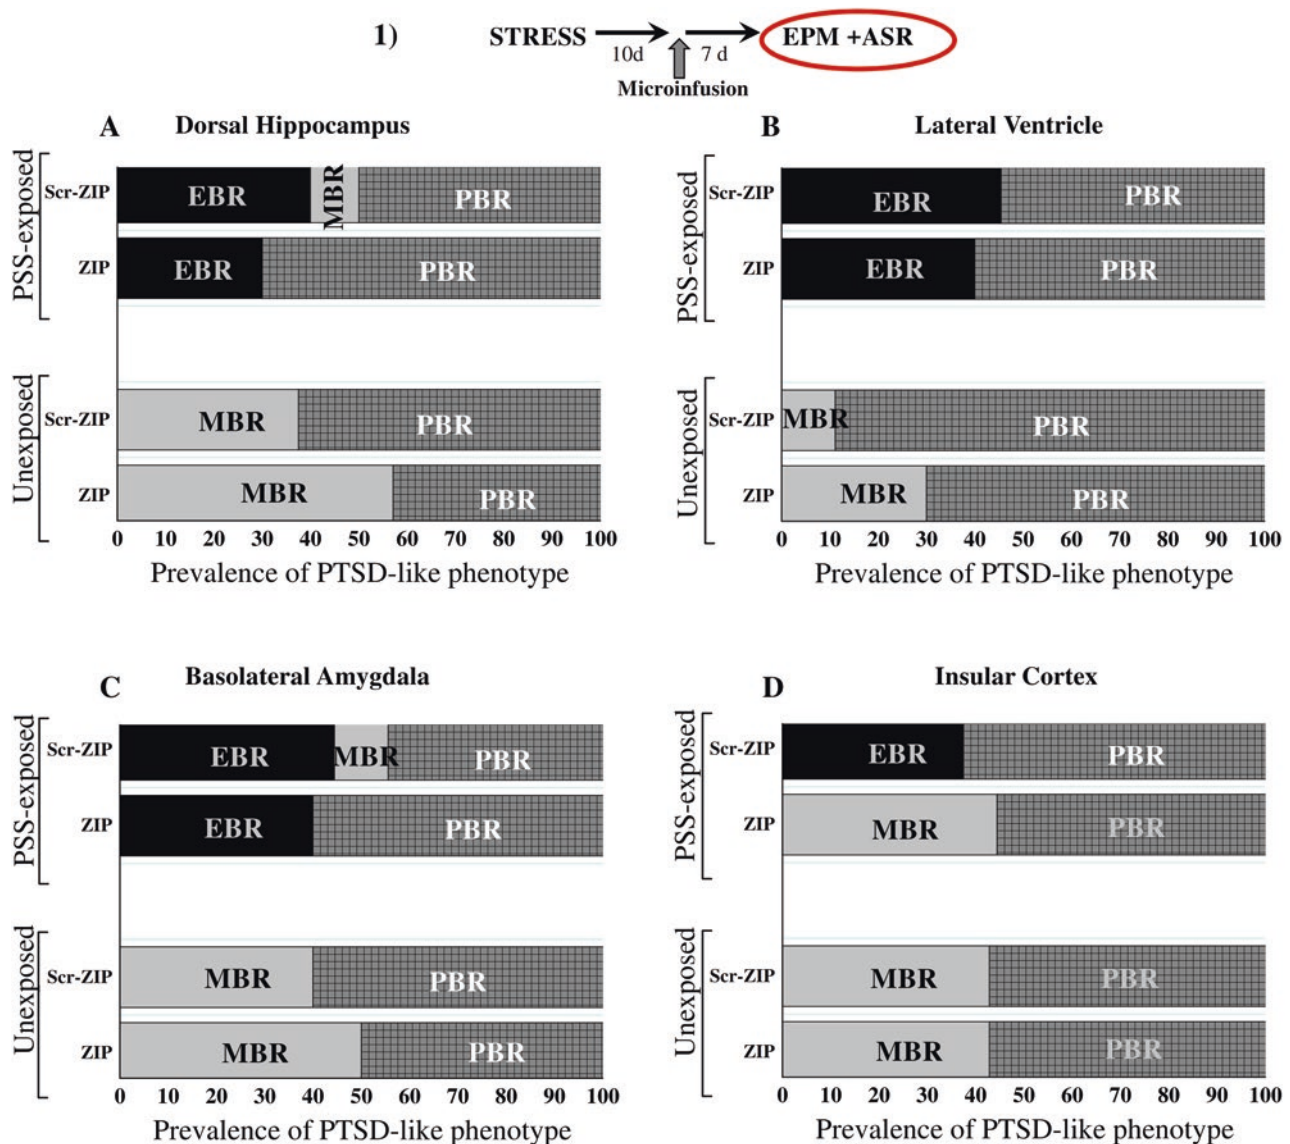 1)
STRESS
10d
7 d
EPM +ASR
Microinfusion
A
Dorsal Hippocampus
PSS-exposed
Scr-ZIP
EBR
MBR
PBR
ZIP
EBR
PBR
Unexposed
Scr-ZIP
MBR
PBR
ZIP
MBR
PBR
0 10 20 30 40 50 60 70 80 90 100
Prevalence of PTSD-like phenotype
B
Lateral Ventricle
PSS-exposed
Scr-ZIP
EBR
PBR
ZIP
EBR
PBR
Unexposed
Scr-ZIP
MBR
PBR
ZIP
MBR
PBR
0 10 20 30 40 50 60 70 80 90 100
Prevalence of PTSD-like phenotype
C
Basolateral Amygdala
PSS-exposed
Scr-ZIP
EBR
MBR
PBR
ZIP
EBR
PBR
Unexposed
Scr-ZIP
MBR
PBR
ZIP
MBR
PBR
0 10 20 30 40 50 60 70 80 90 100
Prevalence of PTSD-like phenotype
D
Insular Cortex
PSS-exposed
Scr-ZIP
EBR
PBR
ZIP
MBR
PBR
Unexposed
Scr-ZIP
MBR
PBR
ZIP
MBR
PBR
0 10 20 30 40 50 60 70 80 90 100
Prevalence of PTSD-like phenotype